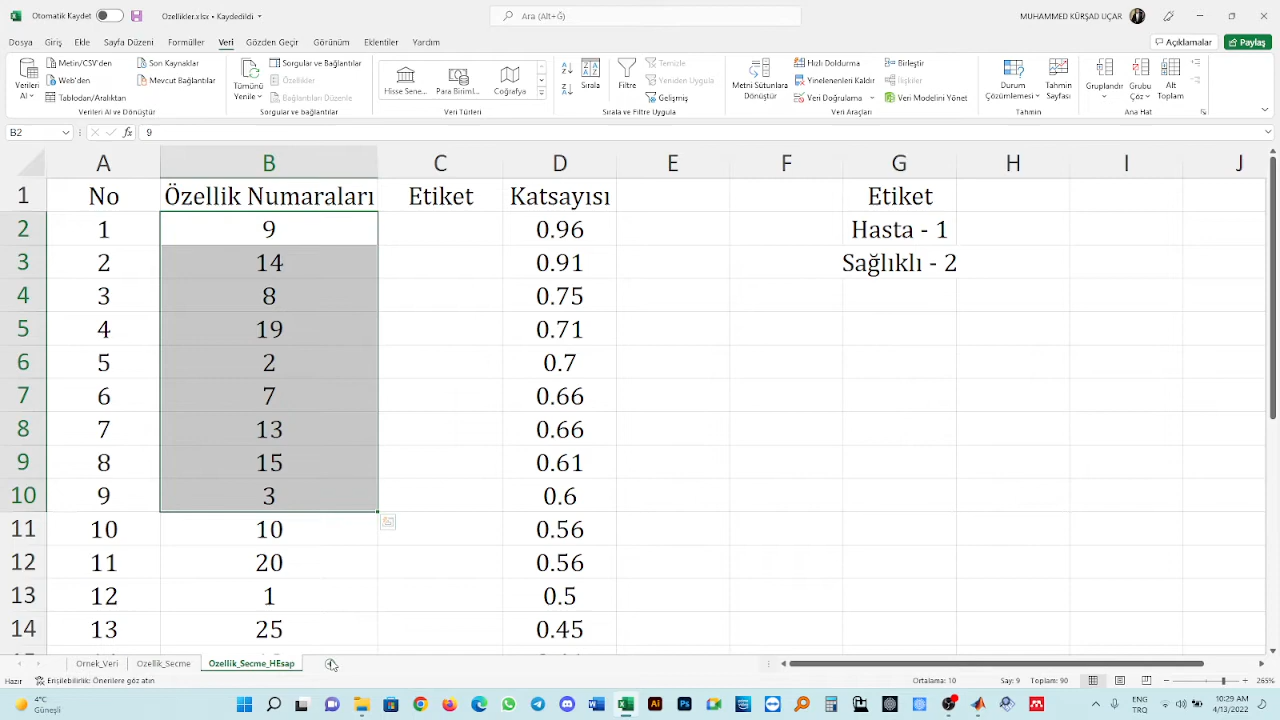 Otomatik Kaydet
Ozellikler.xlsx • Kaydedildi
Ara (Alt+Ğ)
MUHAMMED KÜRŞAD UÇAR
Dosya Giriş Ekle Sayfa Düzeni Formüller Veri Gözden Geçir Görünüm Eklentiler Yardım
Açıklamalar
Paylaş
Verileri Al
Metin/CSV'den
Web'den
Tablodan/Aralıktan
Son Kaynaklar
Mevcut Bağlantılar
Verileri Al ve Dönüştür
Tümünü Yenile
Sorgular ve Bağlantılar
Özellikler
Bağlantıları Düzenle
Sorgular ve bağlantılar
Hisse Sene...
Para Birimi...
Coğrafya
Veri Türleri
Sırala
Filtre
Temizle
Yeniden Uygula
Gelişmiş
Sırala ve Filtre Uygula
Metni Sütunlara Dönüştür
Hızlı Doldurma
Yinelenenleri Kaldır
Veri Doğrulama
Birleştir
İlişkiler
Veri Modelini Yönet
Veri Araçları
Durum Çözümlemesi
Tahmin Sayfası
Tahmin
Gruplandır
Grubu Çöz
Alt Toplam
Ana Hat
B2
fx
9
A B C D E F G H I J
1 No Özellik Numaraları Etiket Katsayısı Etiket
2 1 9 0.96 Hasta - 1
3 2 14 0.91 Sağlıklı - 2
4 3 8 0.75
5 4 19 0.71
6 5 2 0.7
7 6 7 0.66
8 7 13 0.66
9 8 15 0.61
10 9 3 0.6
11 10 10 0.56
12 11 20 0.56
13 12 1 0.5
14 13 25 0.45
Ornek_Veri Ozellik_Secme Ozellik_Secme_HEsap
Hazır
Erişilebilirlik: Önerilere göz atın
Ortalama: 10 Say: 9 Toplam: 90
265%
4°C
Güneşli
TRQ
10:29 AM
4/13/2022